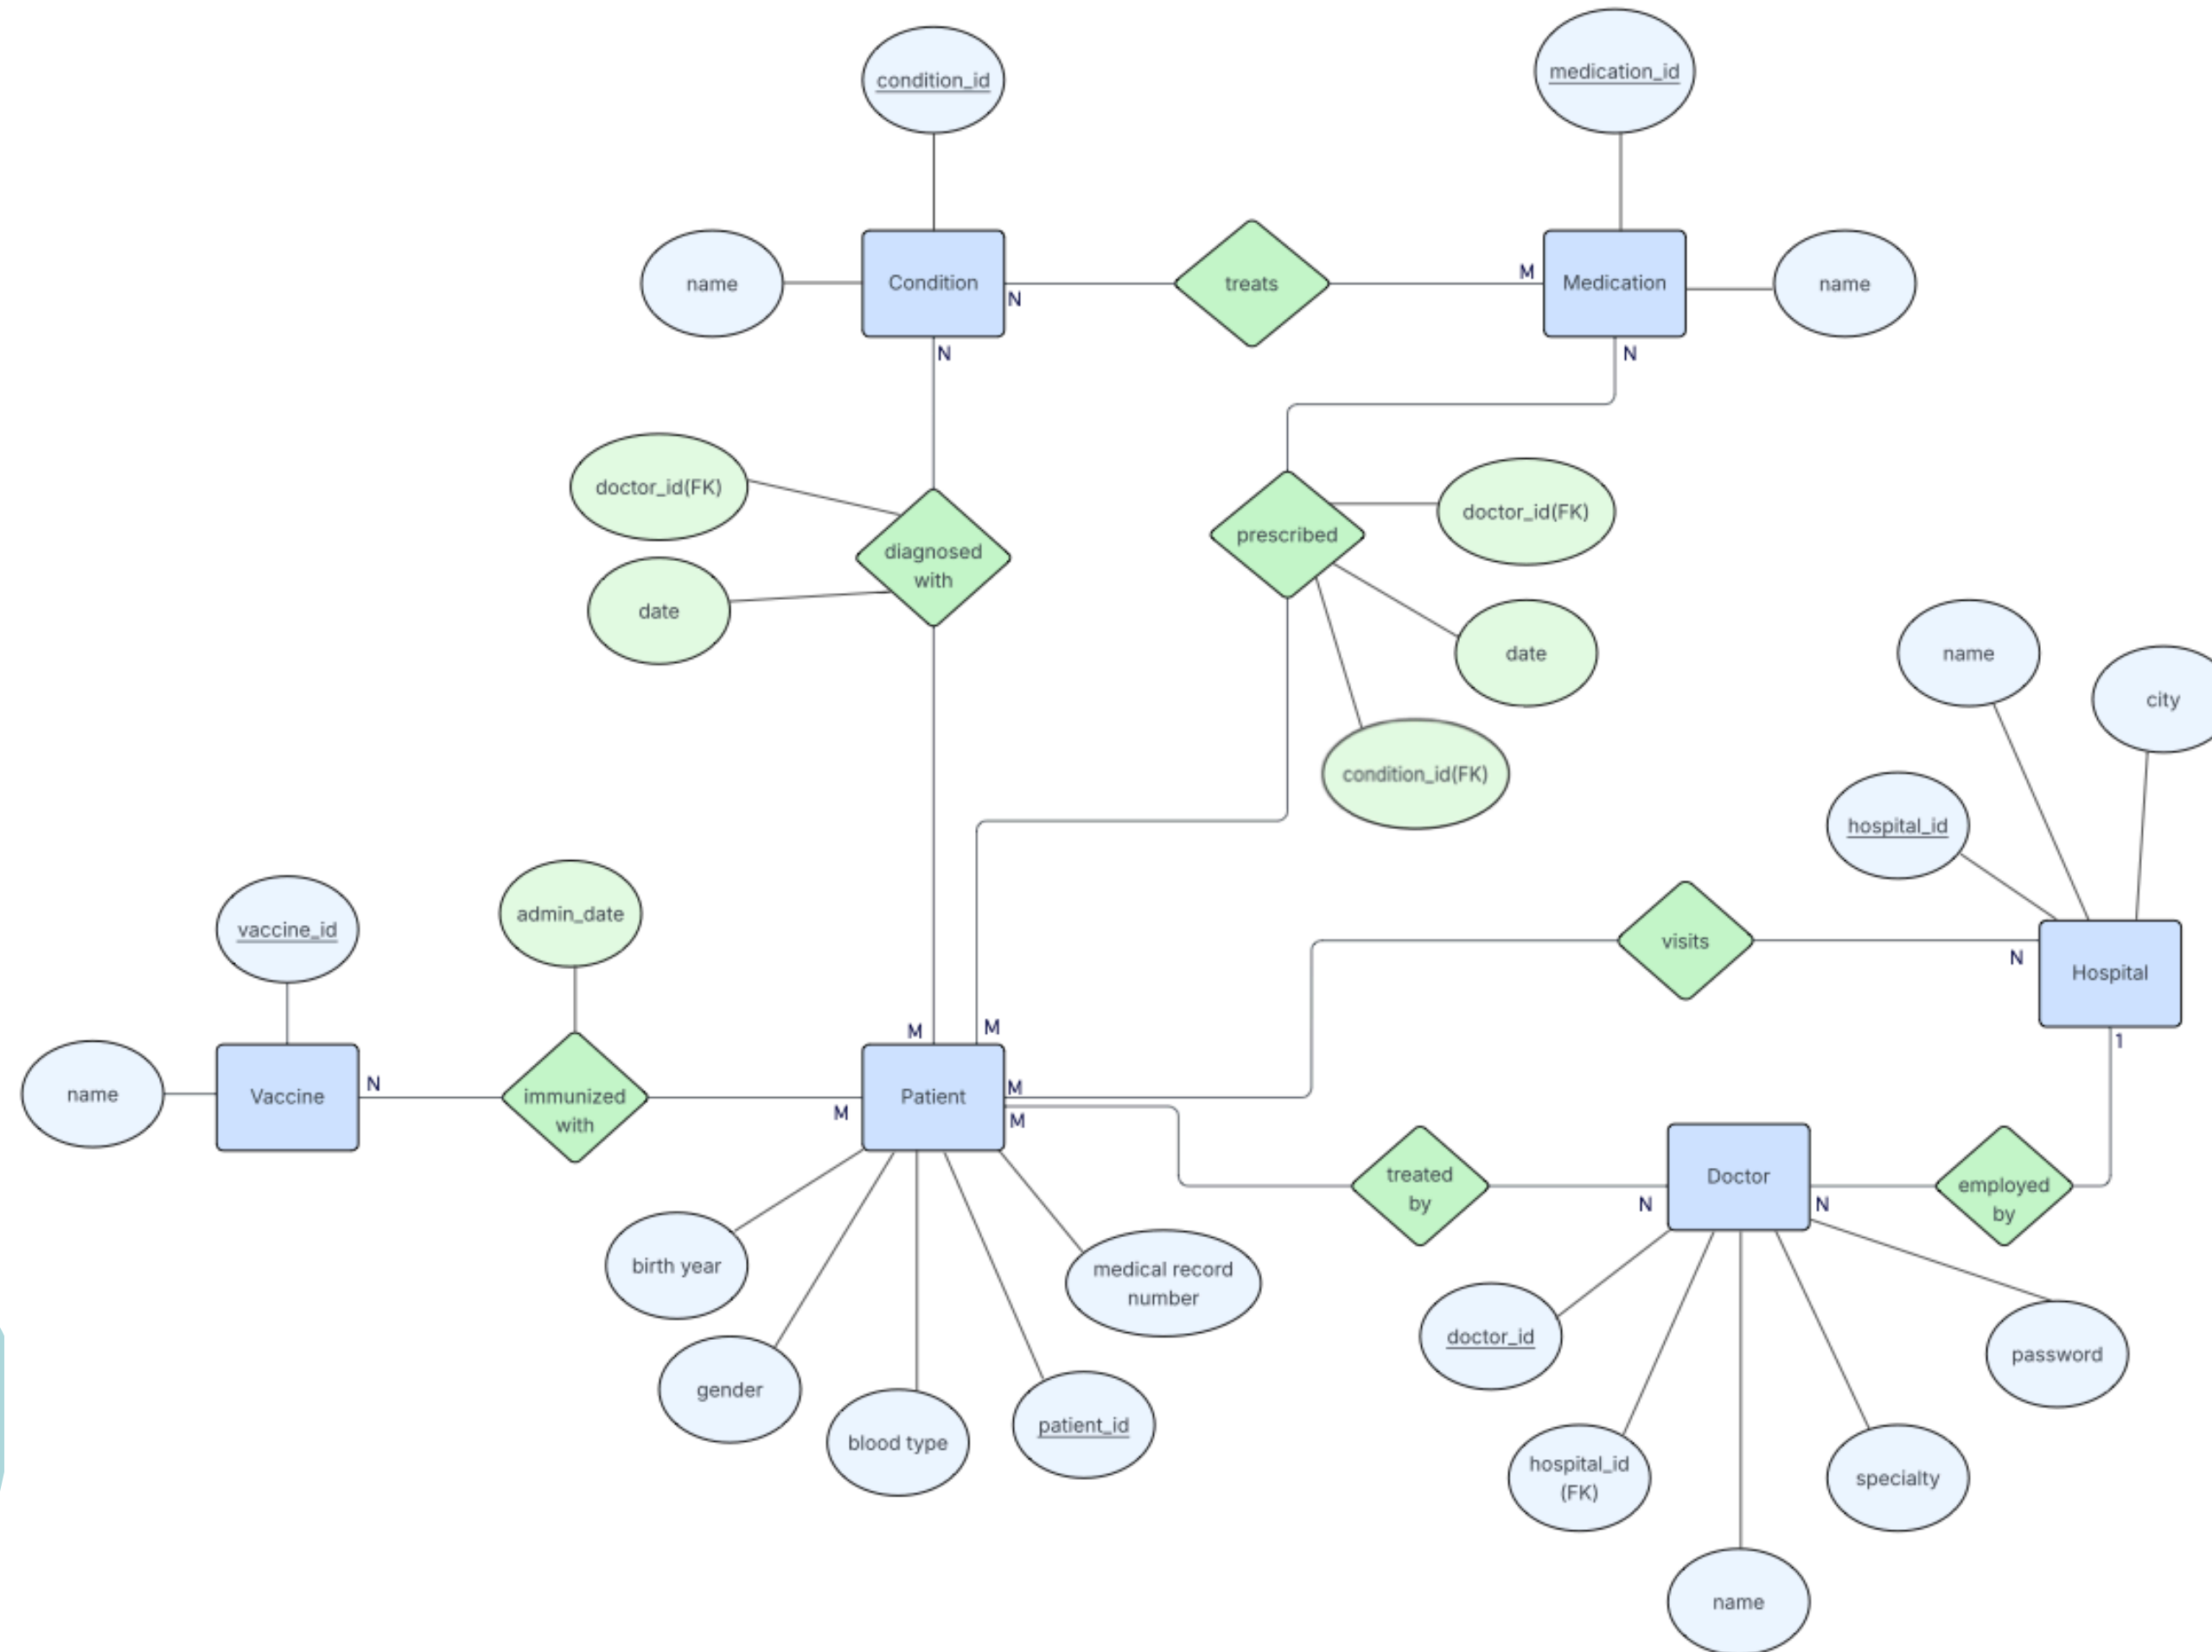 condition_id
medication_id
name
Condition
N
treats
M
Medication
name
N
N
doctor_id(FK)
diagnosed
with
date
prescribed
doctor_id(FK)
date
condition_id(FK)
name
city
hospital_id
visits
N
Hospital
1
vaccine_id
admin_date
name
Vaccine
N
immunized
with
M
M
M
Patient
M
M
treated
by
N
Doctor
N
employed
by
birth year
gender
blood type
patient_id
medical record
number
doctor_id
hospital_id
(FK)
name
specialty
password